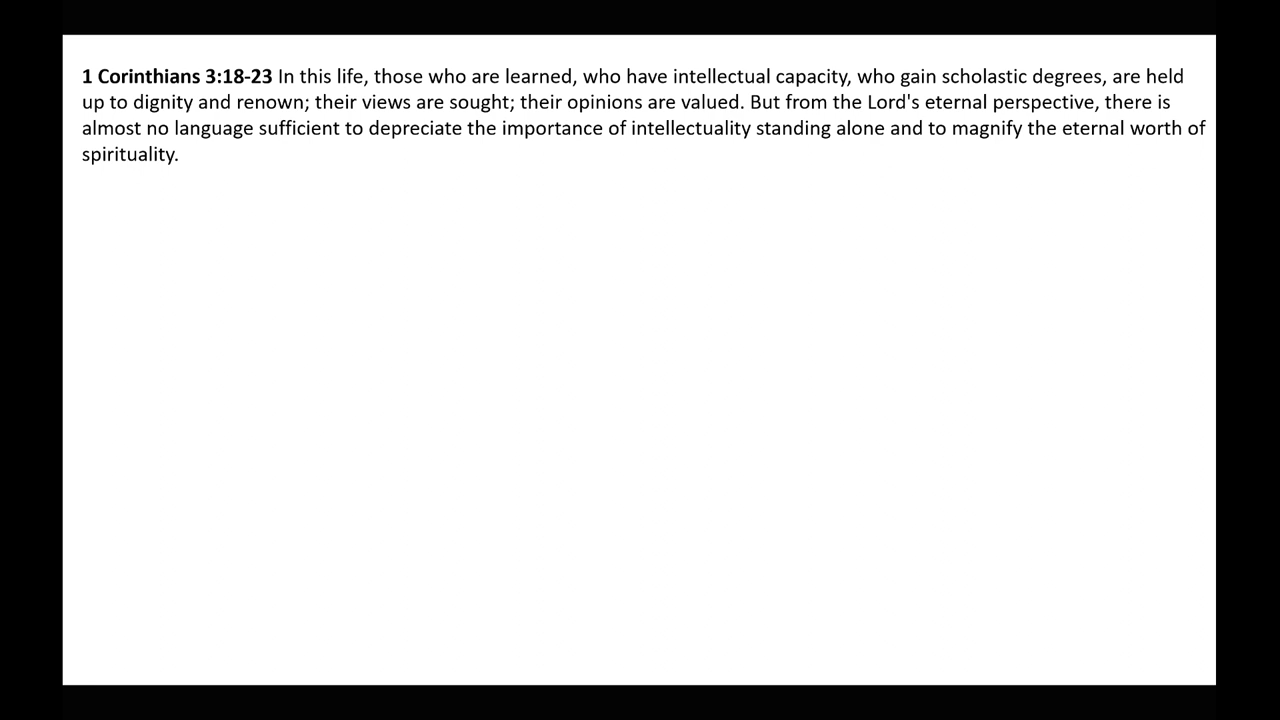 1 Corinthians 3:18-23 In this life, those who are learned, who have intellectual capacity, who gain scholastic degrees, are held
up to dignity and renown; their views are sought; their opinions are valued. But from the Lord's eternal perspective, there is
almost no language sufficient to depreciate the importance of intellectuality standing alone and to magnify the eternal worth of
spirituality.